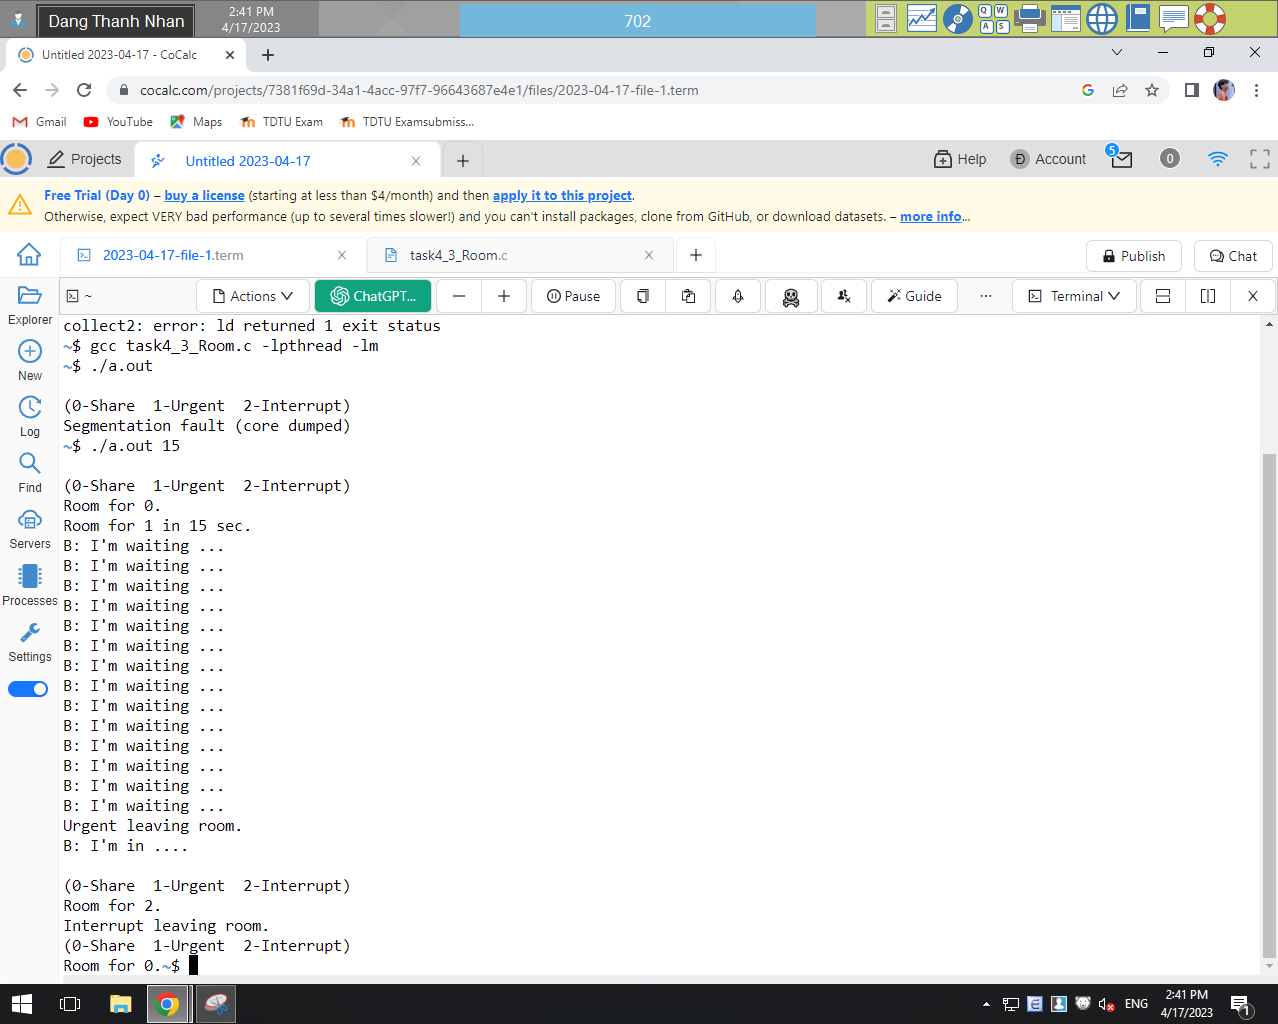 Dang Thanh Nhan
2:41 PM
4/17/2023
702
Q W
A S
Untitled 2023-04-17 - CoCalc
cocalc.com/projects/7381f69d-34a1-4acc-97f7-96643687e4e1/files/2023-04-17-file-1.term
Gmail YouTube Maps TDTU Exam TDTU Examsubmiss...
Projects Untitled 2023-04-17 Help Account 5 0
Free Trial (Day 0) – buy a license (starting at less than $4/month) and then apply it to this project.
Otherwise, expect VERY bad performance (up to several times slower!) and you can't install packages, clone from GitHub, or download datasets. – more info...
2023-04-17-file-1.term task4_3_Room.c Publish Chat
~ Actions ChatGPT... Pause Guide ... Terminal
Explorer
New
Log
Find
Servers
Processes
Settings
collect2: error: ld returned 1 exit status
~$ gcc task4_3_Room.c -lpthread -lm
~$ ./a.out
(0-Share  1-Urgent  2-Interrupt)
Segmentation fault (core dumped)
~$ ./a.out 15
(0-Share  1-Urgent  2-Interrupt)
Room for 0.
Room for 1 in 15 sec.
B: I'm waiting ...
B: I'm waiting ...
B: I'm waiting ...
B: I'm waiting ...
B: I'm waiting ...
B: I'm waiting ...
B: I'm waiting ...
B: I'm waiting ...
B: I'm waiting ...
B: I'm waiting ...
B: I'm waiting ...
B: I'm waiting ...
B: I'm waiting ...
B: I'm waiting ...
Urgent leaving room.
B: I'm in ....
(0-Share  1-Urgent  2-Interrupt)
Room for 2.
Interrupt leaving room.
(0-Share  1-Urgent  2-Interrupt)
Room for 0.~$
ENG
2:41 PM
4/17/2023
1